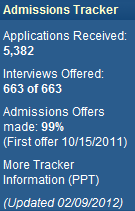 Admissions Tracker
Applications Received:
5,382
Interviews Offered:
663 of 663
Admissions Offers
made: 99%
(First offer 10/15/2011)
More Tracker
Information (PPT)
(Updated 02/09/2012)